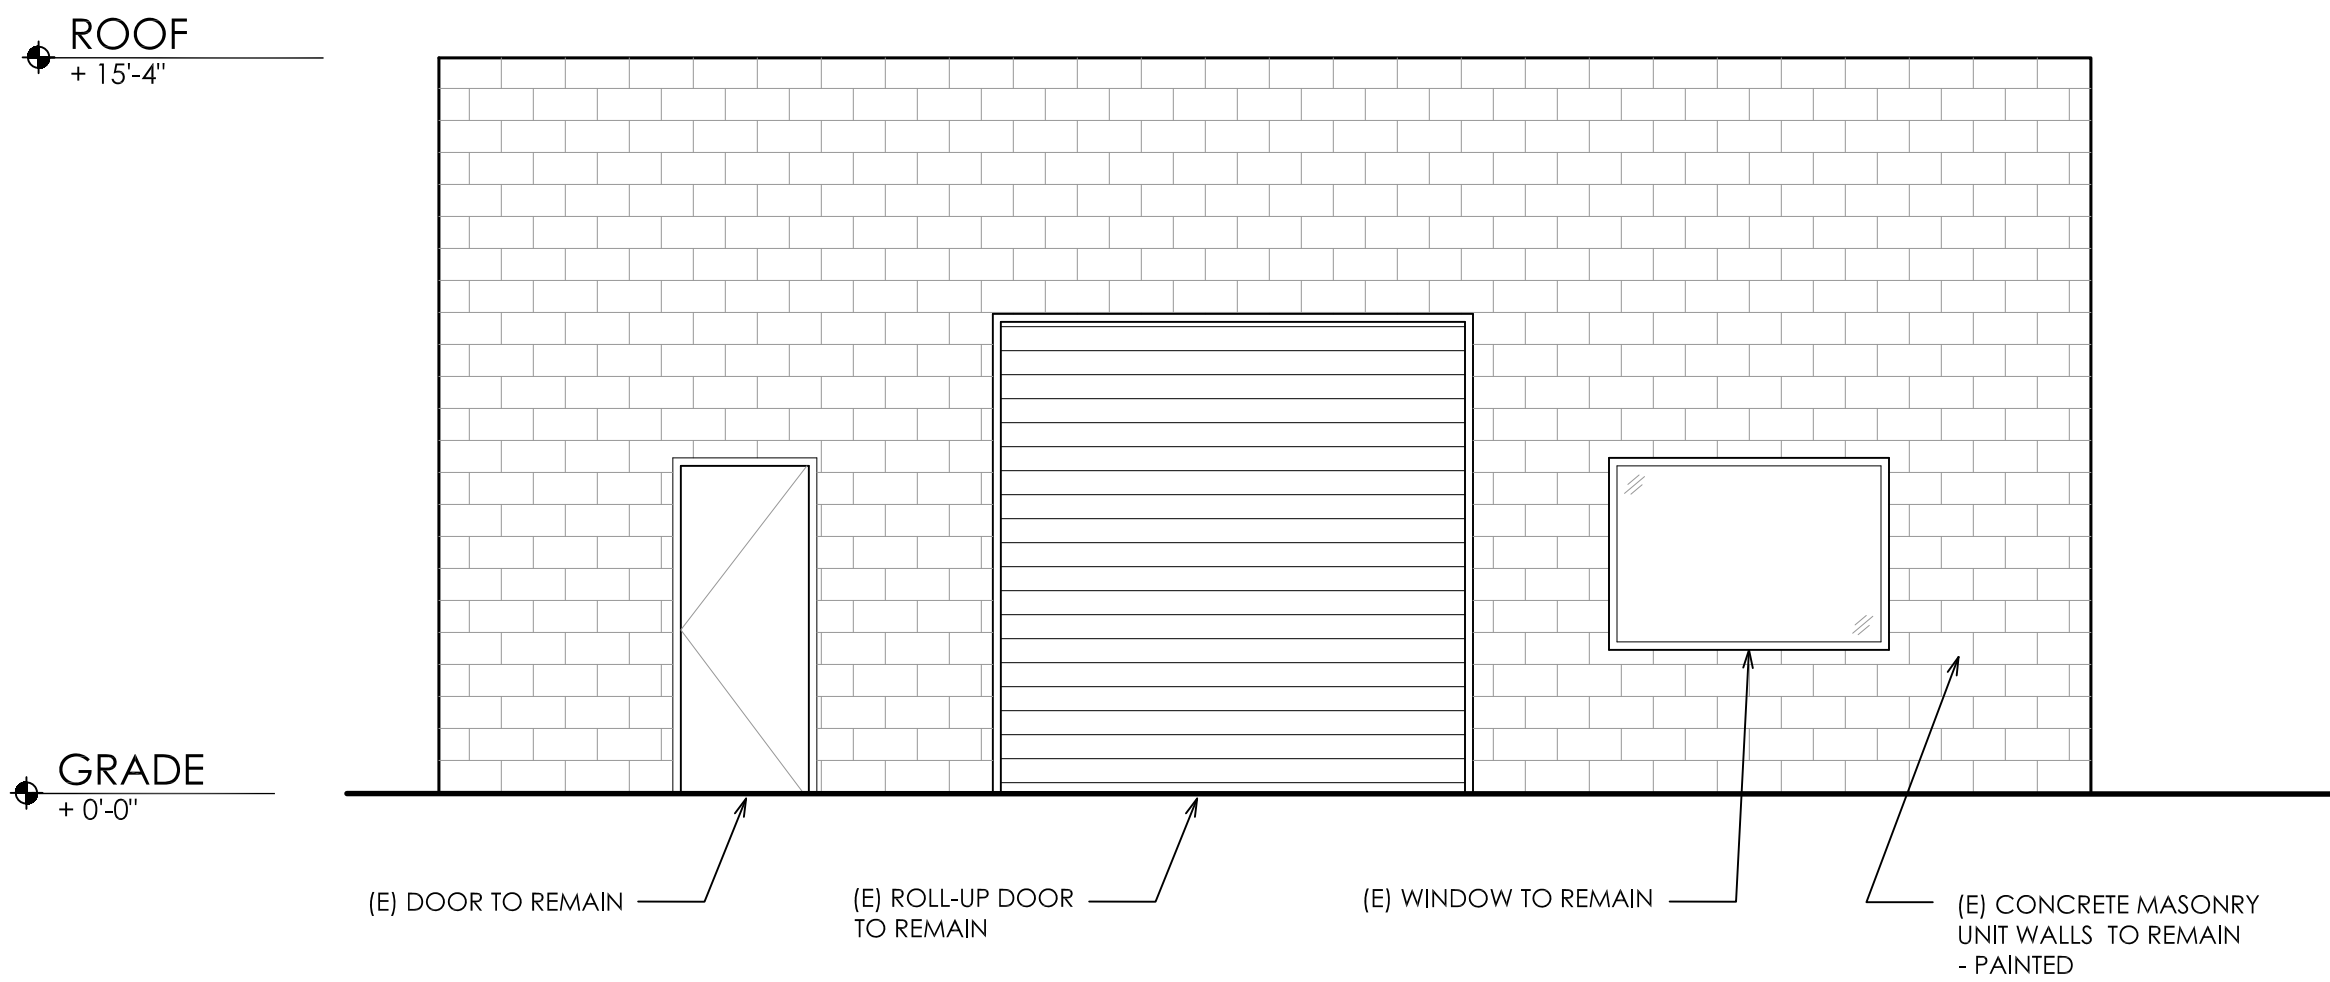 ROOF
+ 15'-4"
GRADE
+ 0'-0"
(E) DOOR TO REMAIN
(E) ROLL-UP DOOR
TO REMAIN
(E) WINDOW TO REMAIN
(E) CONCRETE MASONRY
UNIT WALLS TO REMAIN
- PAINTED